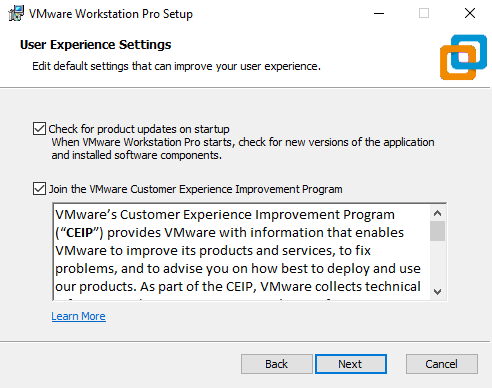 VMware Workstation Pro Setup
User Experience Settings
Edit default settings that can improve your user experience.
Check for product updates on startup
When VMware Workstation Pro starts, check for new versions of the application
and installed software components.
Join the VMware Customer Experience Improvement Program
VMware's Customer Experience Improvement Program
("CEIP") provides VMware with information that enables
VMware to improve its products and services, to fix
problems, and to advise you on how best to deploy and use
our products. As part of the CEIP, VMware collects technical
Learn More
Back
Next
Cancel